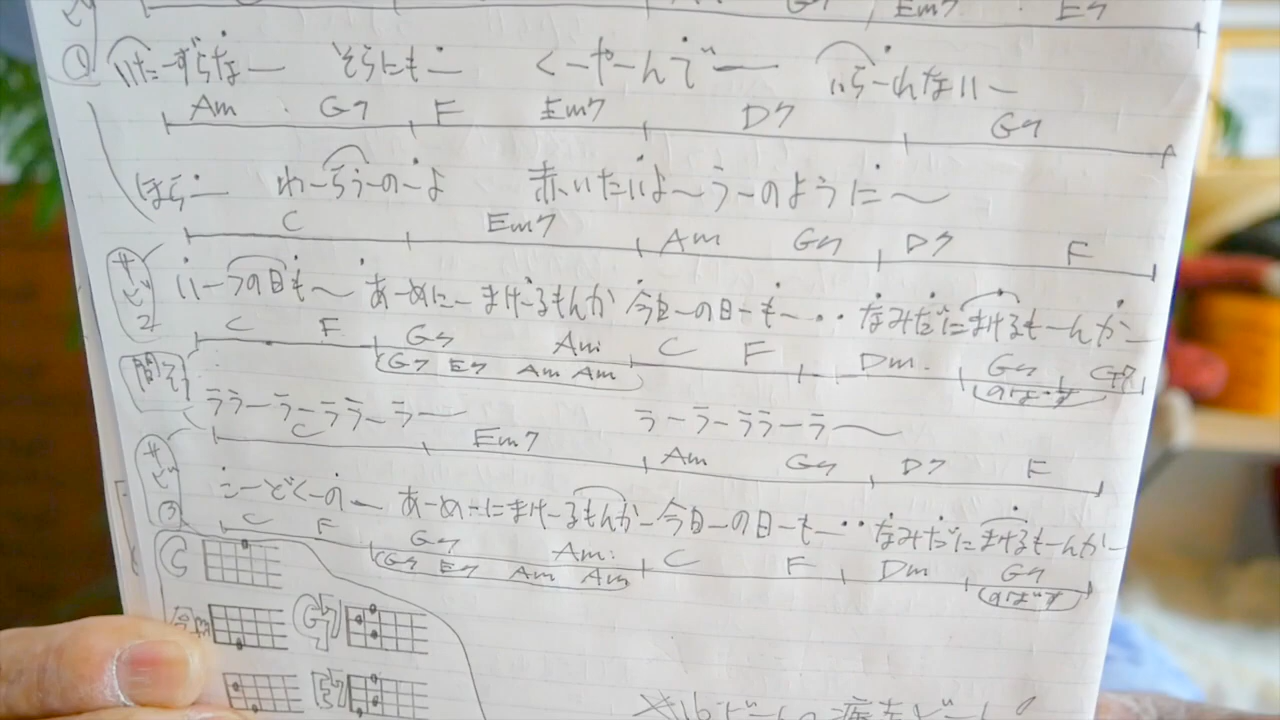 G7 Em7 E7
①
いたーずらなー そらにもー くーやーんでー いらーれないー
Am G7 F Em7 D7 G7
ほらー わーらうーのーよ 赤いたいよ〜う〜のように〜
C Em7 Am G7 D7 F
サビ2
いーつの日も〜 あーめにーまけーるもんか 今日ーの日ーも〜・・なみだにまけるもーんかー
C F G7 Am C F Dm G7 G7
(G7 E7 Am Am) (のばーす)
間そう
ララーラーララーラー ラーラーララーラ〜
C Em7 Am G7 D7 F
サビ③
こーどくーのー あーめーにまけーるもんかー今日ーの日ーも・・なみだにまけるもーんかー
C F G7 Am C F Dm G7
(G7 E7 Am Am) (のばす)
C
G7
E7